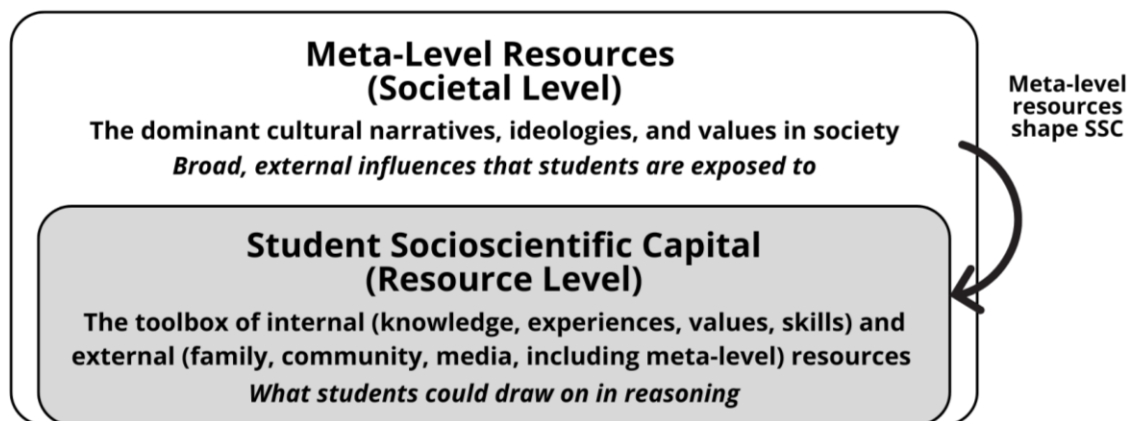 Meta-Level Resources
(Societal Level)
The dominant cultural narratives, ideologies, and values in society
Broad, external influences that students are exposed to
Meta-level
resources
shape SSC
Student Socioscientific Capital
(Resource Level)
The toolbox of internal (knowledge, experiences, values, skills) and
external (family, community, media, including meta-level) resources
What students could draw on in reasoning